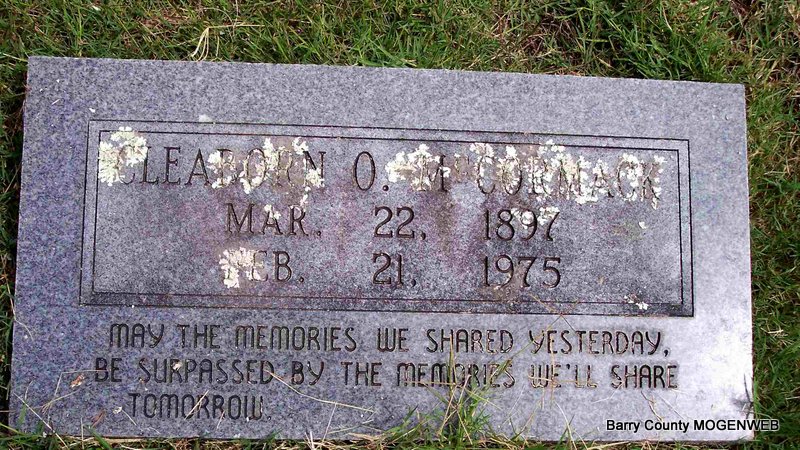 CLEABORN O. McCORMACK
MAR. 22, 1897
FEB. 21, 1975
MAY THE MEMORIES WE SHARED YESTERDAY,
BE SURPASSED BY THE MEMORIES WE'LL SHARE
TOMORROW.
Barry County MOGENWEB